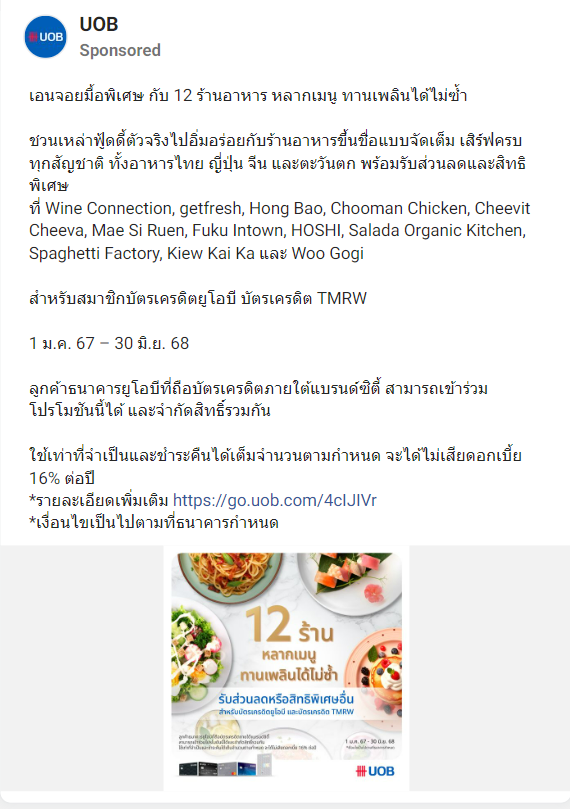 UOB
UOB
Sponsored
เอนจอยมื้อพิเศษ กับ 12 ร้านอาหาร หลากเมนู ทานเพลินได้ไม่ซ้ำ
ชวนเหล่าฟู้ดดี้ตัวจริงไปอิ่มอร่อยกับร้านอาหารขึ้นชื่อแบบจัดเต็ม เสิร์ฟครบ
ทุกสัญชาติ ทั้งอาหารไทย ญี่ปุ่น จีน และตะวันตก พร้อมรับส่วนลดและสิทธิ
พิเศษ
ที่ Wine Connection, getfresh, Hong Bao, Chooman Chicken, Cheevit
Cheeva, Mae Si Ruen, Fuku Intown, HOSHI, Salada Organic Kitchen,
Spaghetti Factory, Kiew Kai Ka และ Woo Gogi
สำหรับสมาชิกบัตรเครดิตยูโอบี บัตรเครดิต TMRW
1 ม.ค. 67 – 30 มิ.ย. 68
ลูกค้าธนาคารยูโอบีที่ถือบัตรเครดิตภายใต้แบรนด์ซิตี้ สามารถเข้าร่วม
โปรโมชันนี้ได้ และจำกัดสิทธิ์รวมกัน
ใช้เท่าที่จำเป็นและชำระคืนได้เต็มจำนวนตามกำหนด จะได้ไม่เสียดอกเบี้ย
16% ต่อปี
*รายละเอียดเพิ่มเติม https://go.uob.com/4cIJIVr
*เงื่อนไขเป็นไปตามที่ธนาคารกำหนด
12 ร้าน
หลากเมนู
ทานเพลินได้ไม่ซ้ำ
รับส่วนลดหรือสิทธิพิเศษอื่น
สำหรับบัตรเครดิตยูโอบี และบัตรเครดิต TMRW
1 ม.ค. 67 - 30 มิ.ย. 68
UOB